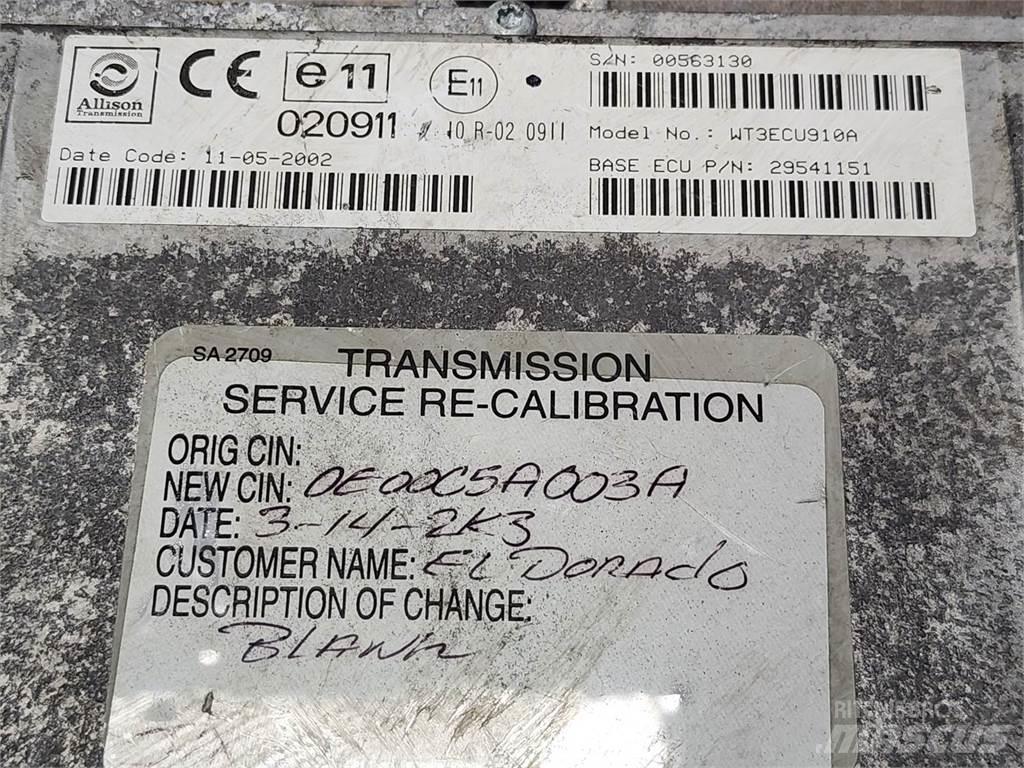 Allison
Transmission
CE
e11
020911
E11
10 R-02 0911
Date Code: 11-05-2002
S/N: 00563130
Model No.: WT3ECU910A
BASE ECU P/N: 29541151
SA 2709
TRANSMISSION
SERVICE RE-CALIBRATION
ORIG CIN:
NEW CIN: 0E00C5A003A
DATE: 3-14-2K3
CUSTOMER NAME: EL DORADO
DESCRIPTION OF CHANGE:
BLANK